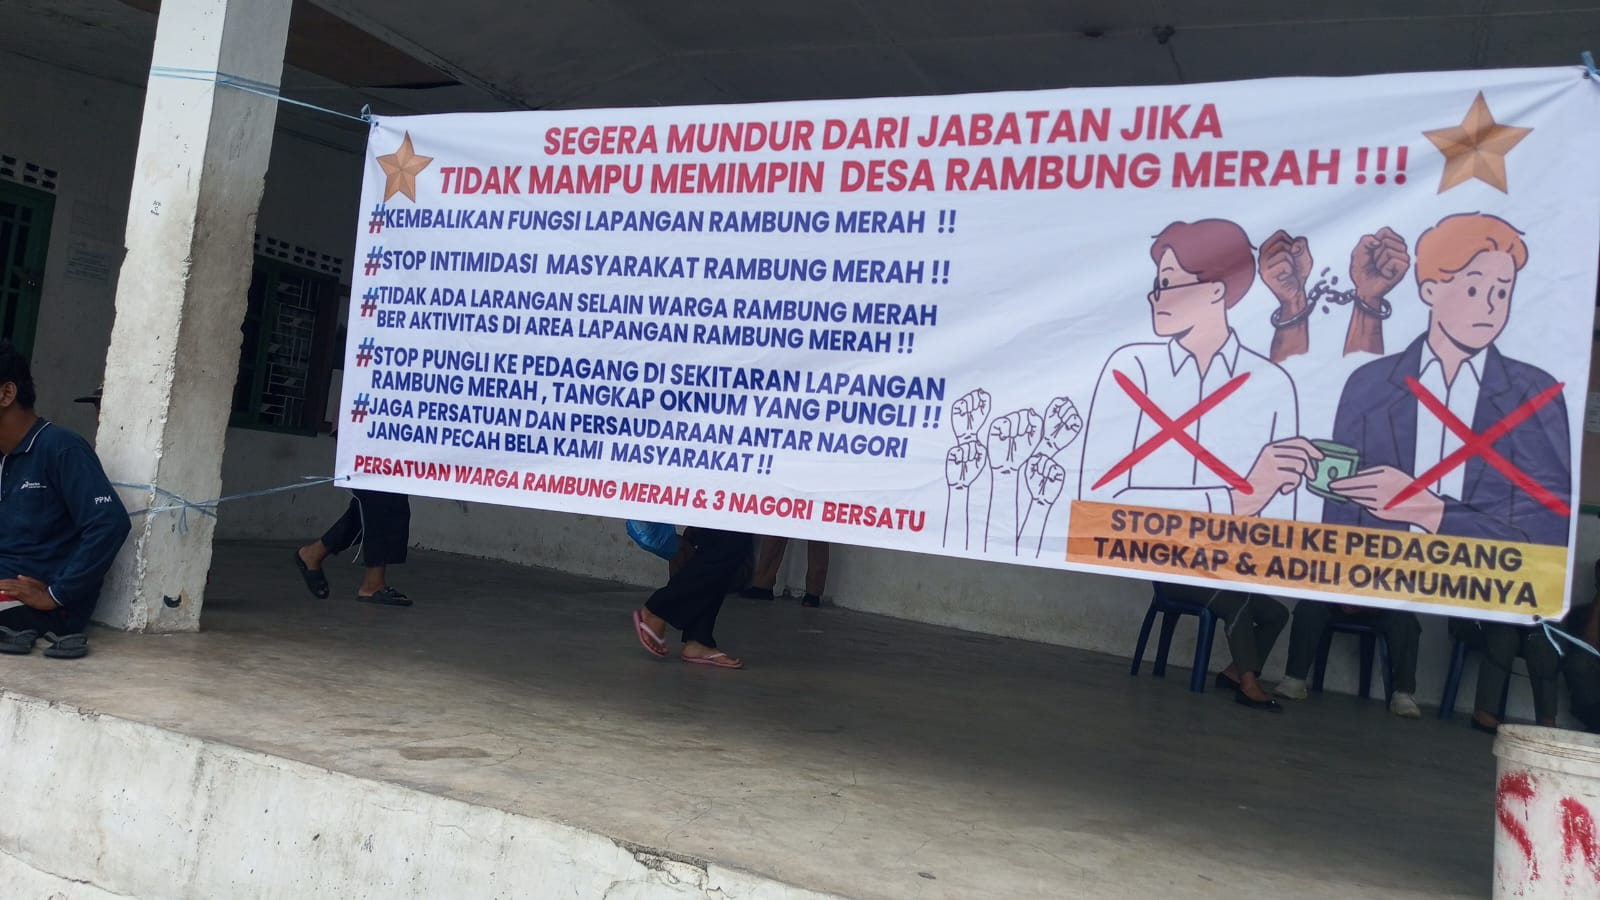 SEGERA MUNDUR DARI JABATAN JIKA
TIDAK MAMPU MEMIMPIN DESA RAMBUNG MERAH !!!
#KEMBALIKAN FUNGSI LAPANGAN RAMBUNG MERAH !!
#STOP INTIMIDASI MASYARAKAT RAMBUNG MERAH !!
#TIDAK ADA LARANGAN SELAIN WARGA RAMBUNG MERAH
BER AKTIVITAS DI AREA LAPANGAN RAMBUNG MERAH !!
#STOP PUNGLI KE PEDAGANG DI SEKITARAN LAPANGAN
RAMBUNG MERAH , TANGKAP OKNUM YANG PUNGLI !!
#JAGA PERSATUAN DAN PERSAUDARAAN ANTAR NAGORI
JANGAN PECAH BELA KAMI MASYARAKAT !!
PERSATUAN WARGA RAMBUNG MERAH & 3 NAGORI BERSATU
STOP PUNGLI KE PEDAGANG
TANGKAP & ADILI OKNUMNYA
PPM